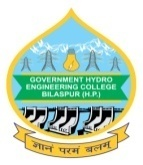 GOVERNMENT HYDRO
ENGINEERING COLLEGE
BILASPUR (H.P.)
ज्ञानं परमं बलम्